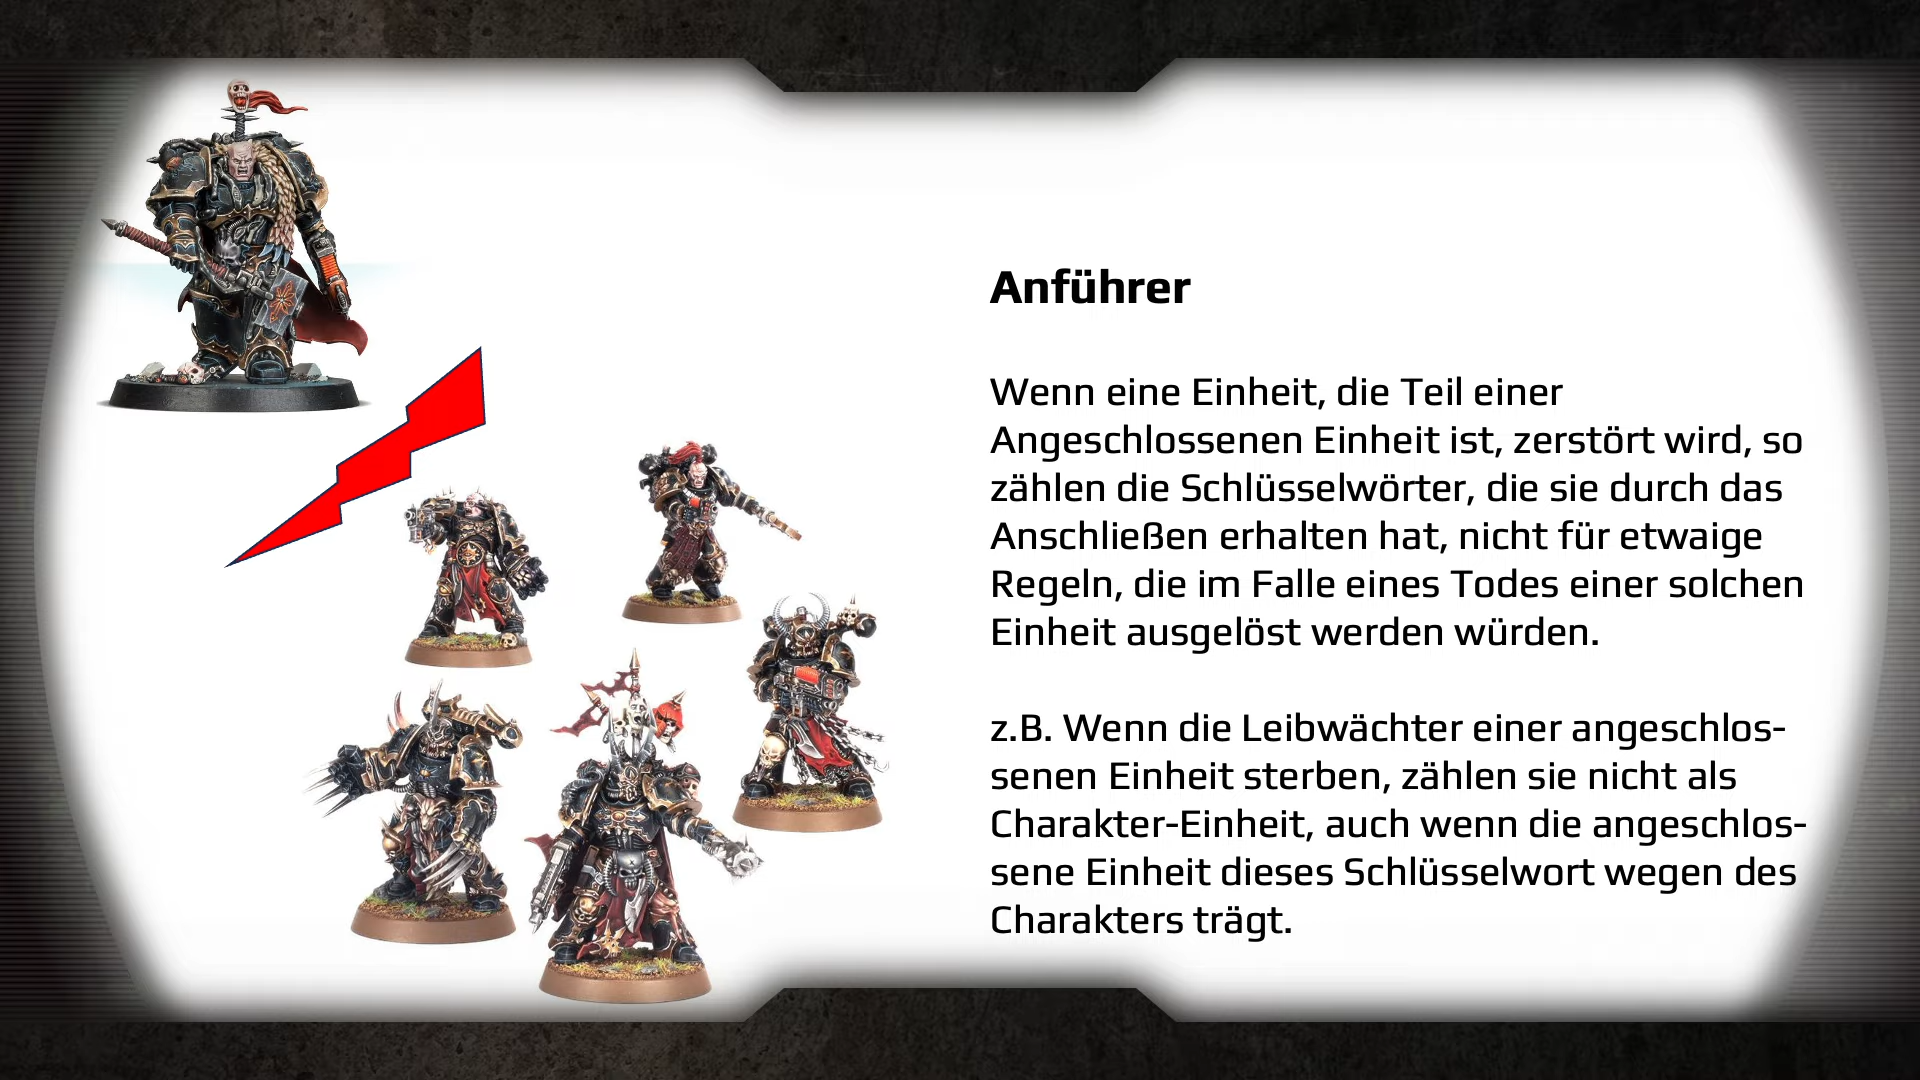 Anführer
Wenn eine Einheit, die Teil einer
Angeschlossenen Einheit ist, zerstört wird, so
zählen die Schlüsselwörter, die sie durch das
Anschließen erhalten hat, nicht für etwaige
Regeln, die im Falle eines Todes einer solchen
Einheit ausgelöst werden würden.
z.B. Wenn die Leibwächter einer angeschlos-
senen Einheit sterben, zählen sie nicht als
Charakter-Einheit, auch wenn die angeschlos-
sene Einheit dieses Schlüsselwort wegen des
Charakters trägt.